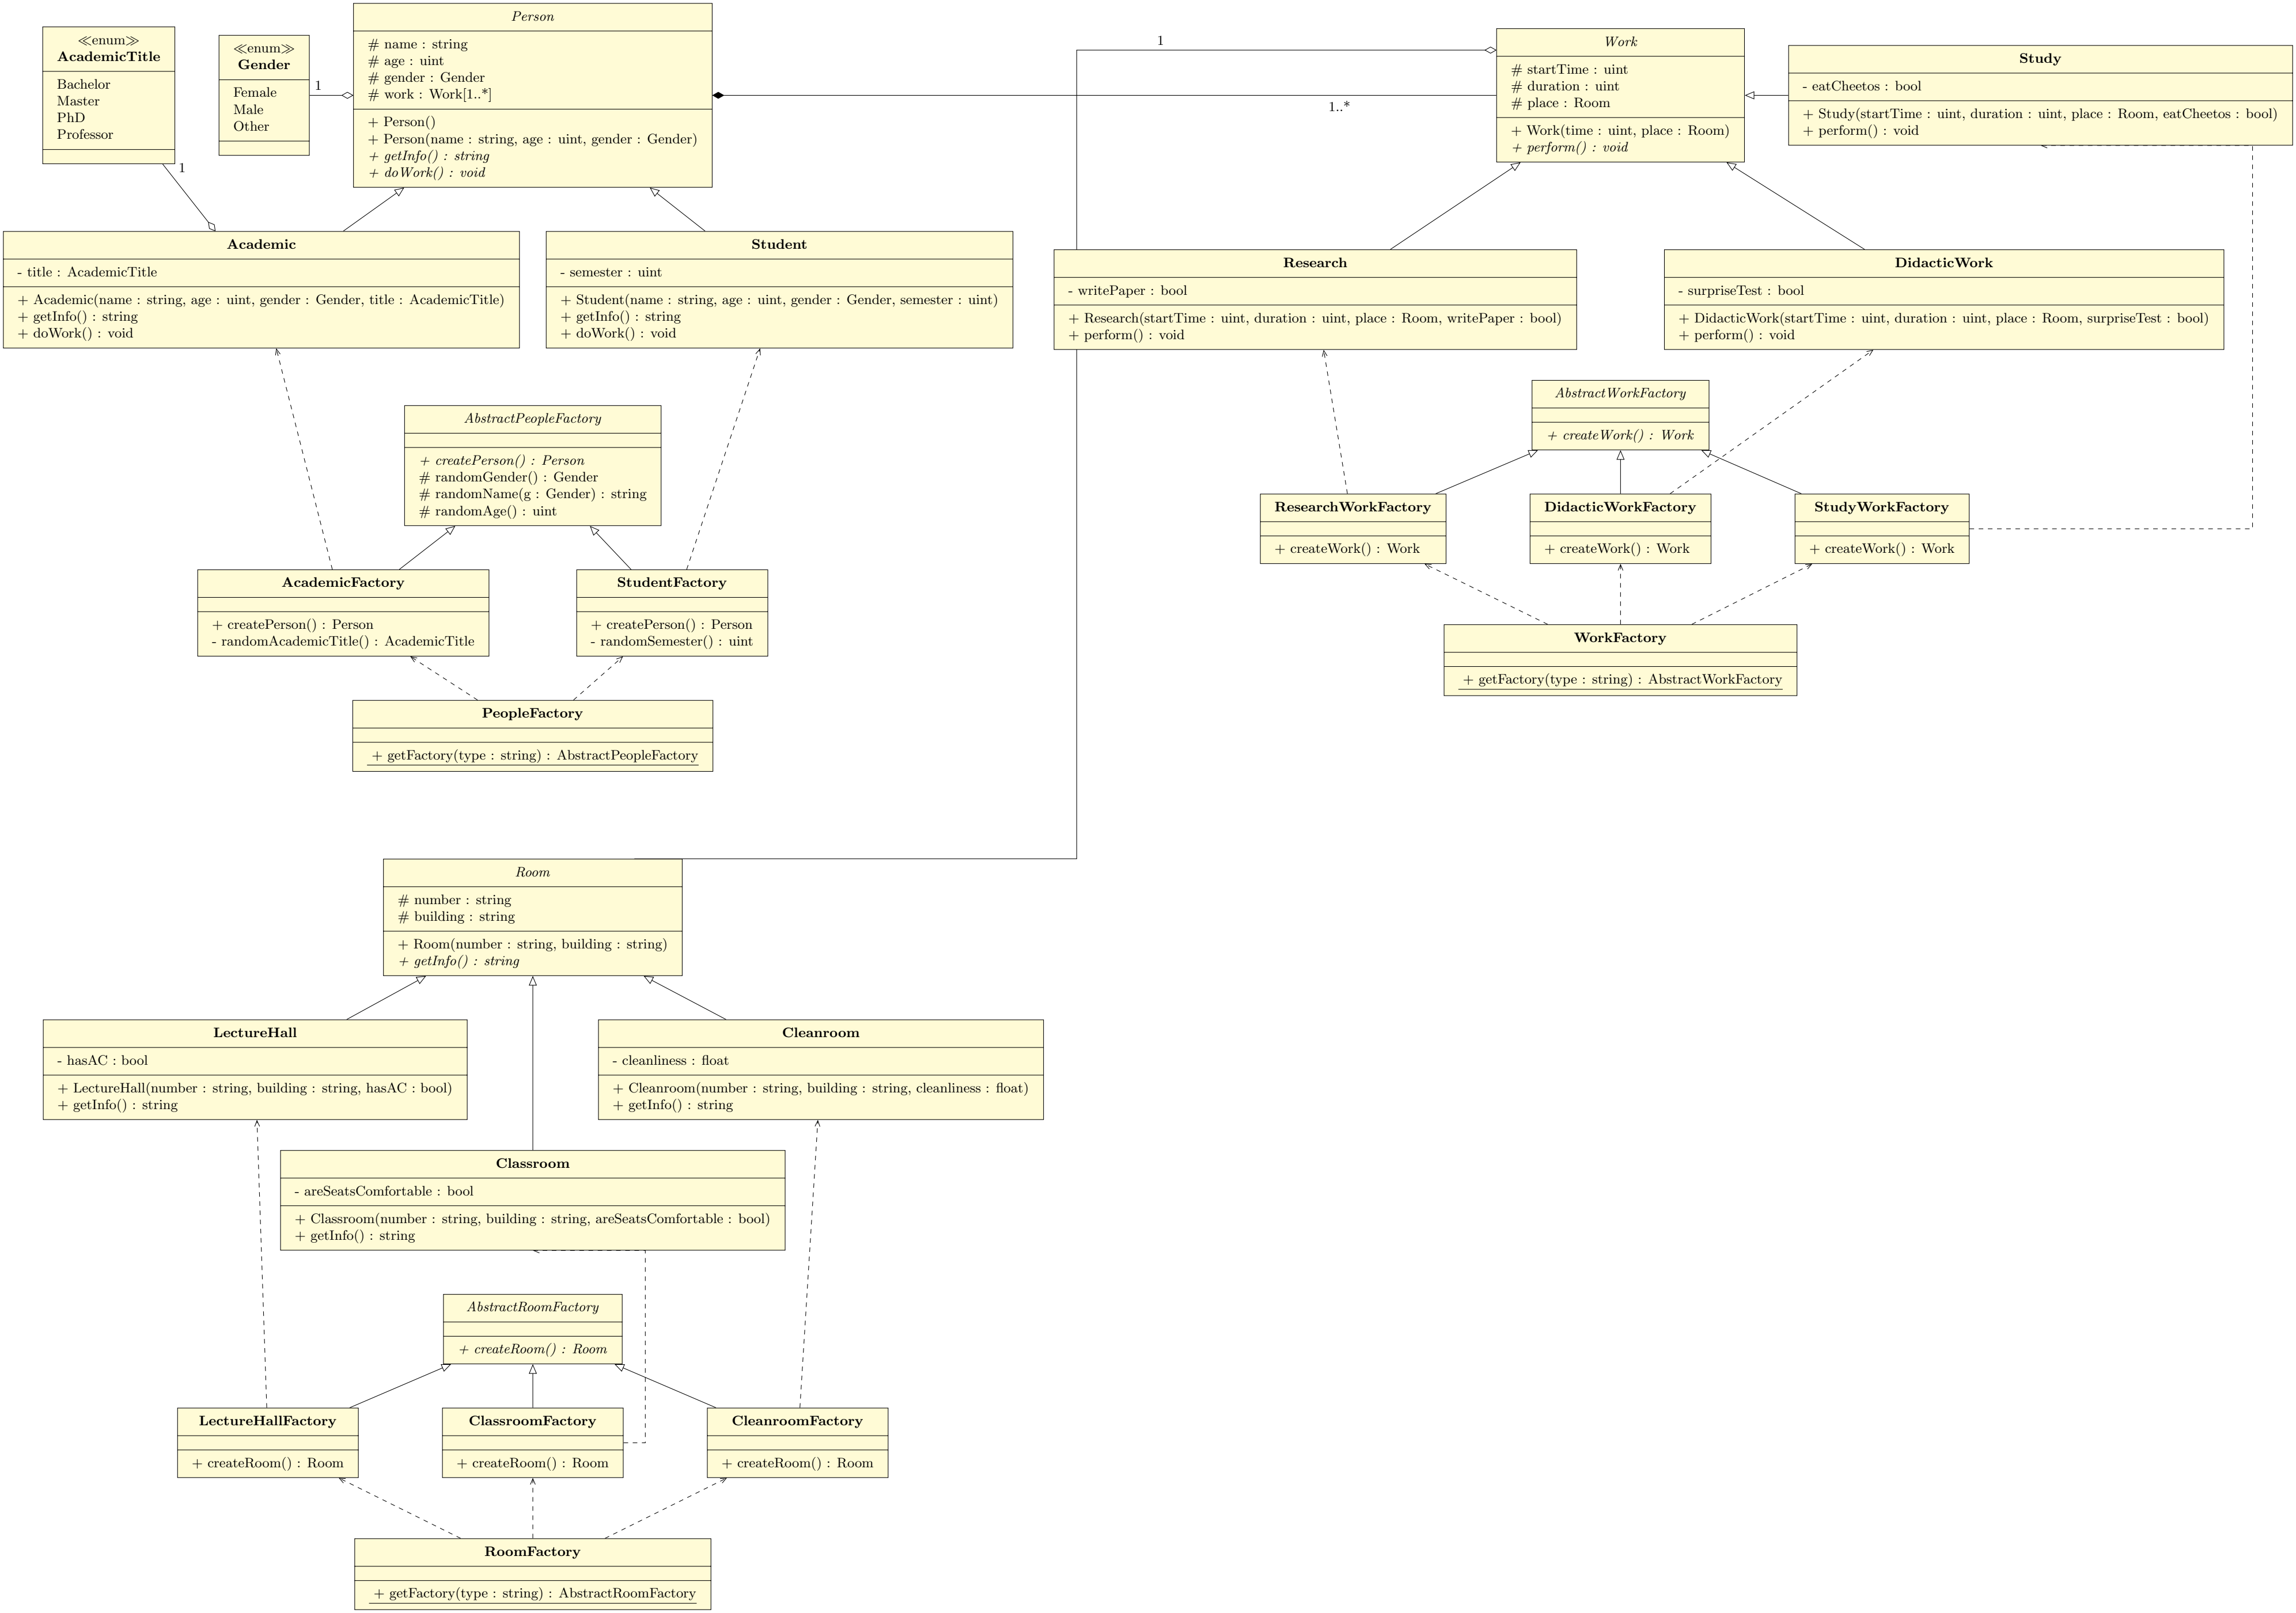 ≪enum≫
AcademicTitle
Bachelor
Master
PhD
Professor
1
≪enum≫
Gender
Female
Male
Other
1
Person
# name : string
# age : uint
# gender : Gender
# work : Work[1..*]
+ Person()
+ Person(name : string, age : uint, gender : Gender)
+ getInfo() : string
+ doWork() : void
1
1..*
Work
# startTime : uint
# duration : uint
# place : Room
+ Work(time : uint, place : Room)
+ perform() : void
Study
- eatCheetos : bool
+ Study(startTime : uint, duration : uint, place : Room, eatCheetos : bool)
+ perform() : void
Academic
- title : AcademicTitle
+ Academic(name : string, age : uint, gender : Gender, title : AcademicTitle)
+ getInfo() : string
+ doWork() : void
Student
- semester : uint
+ Student(name : string, age : uint, gender : Gender, semester : uint)
+ getInfo() : string
+ doWork() : void
Research
- writePaper : bool
+ Research(startTime : uint, duration : uint, place : Room, writePaper : bool)
+ perform() : void
DidacticWork
- surpriseTest : bool
+ DidacticWork(startTime : uint, duration : uint, place : Room, surpriseTest : bool)
+ perform() : void
AbstractPeopleFactory
+ createPerson() : Person
# randomGender() : Gender
# randomName(g : Gender) : string
# randomAge() : uint
AbstractWorkFactory
+ createWork() : Work
ResearchWorkFactory
+ createWork() : Work
DidacticWorkFactory
+ createWork() : Work
StudyWorkFactory
+ createWork() : Work
AcademicFactory
+ createPerson() : Person
- randomAcademicTitle() : AcademicTitle
StudentFactory
+ createPerson() : Person
- randomSemester() : uint
WorkFactory
+ getFactory(type : string) : AbstractWorkFactory
PeopleFactory
+ getFactory(type : string) : AbstractPeopleFactory
Room
# number : string
# building : string
+ Room(number : string, building : string)
+ getInfo() : string
LectureHall
- hasAC : bool
+ LectureHall(number : string, building : string, hasAC : bool)
+ getInfo() : string
Cleanroom
- cleanliness : float
+ Cleanroom(number : string, building : string, cleanliness : float)
+ getInfo() : string
Classroom
- areSeatsComfortable : bool
+ Classroom(number : string, building : string, areSeatsComfortable : bool)
+ getInfo() : string
AbstractRoomFactory
+ createRoom() : Room
LectureHallFactory
+ createRoom() : Room
ClassroomFactory
+ createRoom() : Room
CleanroomFactory
+ createRoom() : Room
RoomFactory
+ getFactory(type : string) : AbstractRoomFactory